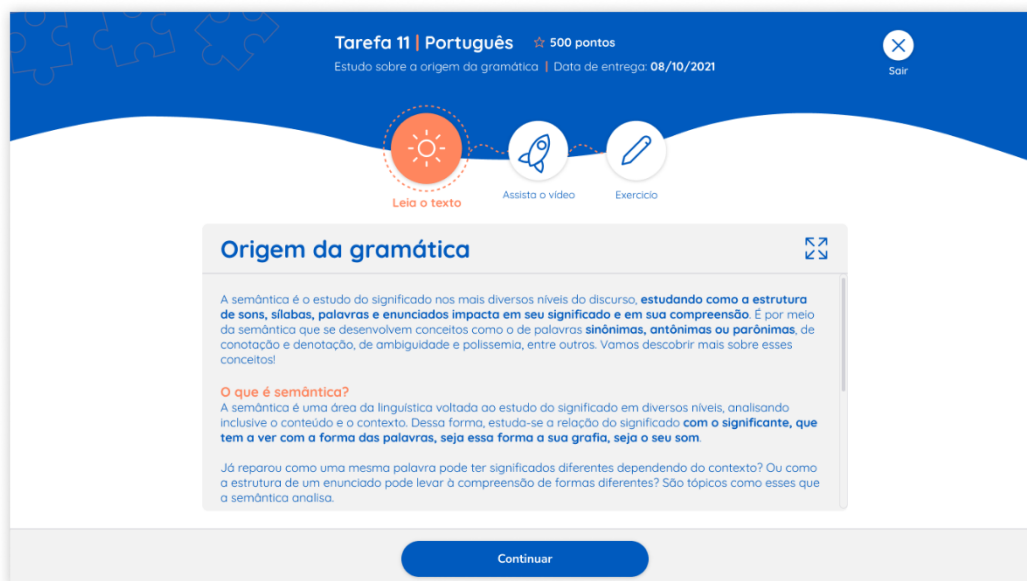 Tarefa 11 | Português ☆ 500 pontos
Estudo sobre a origem da gramática | Data de entrega: 08/10/2021
Sair
Leia o texto
Assista o vídeo
Exercicio
Origem da gramática
A semântica é o estudo do significado nos mais diversos níveis do discurso, estudando como a estrutura
de sons, sílabas, palavras e enunciados impacta em seu significado e em sua compreensão. É por meio
da semântica que se desenvolvem conceitos como o de palavras sinônimas, antônimas ou parônimas, de
conotação e denotação, de ambiguidade e polissemia, entre outros. Vamos descobrir mais sobre esses
conceitos!
O que é semântica?
A semântica é uma área da linguística voltada ao estudo do significado em diversos níveis, analisando
inclusive o conteúdo e o contexto. Dessa forma, estuda-se a relação do significado com o significante, que
tem a ver com a forma das palavras, seja essa forma a sua grafia, seja o seu som.
Já reparou como uma mesma palavra pode ter significados diferentes dependendo do contexto? Ou como
a estrutura de um enunciado pode levar à compreensão de formas diferentes? São tópicos como esses que
a semântica analisa.
Continuar